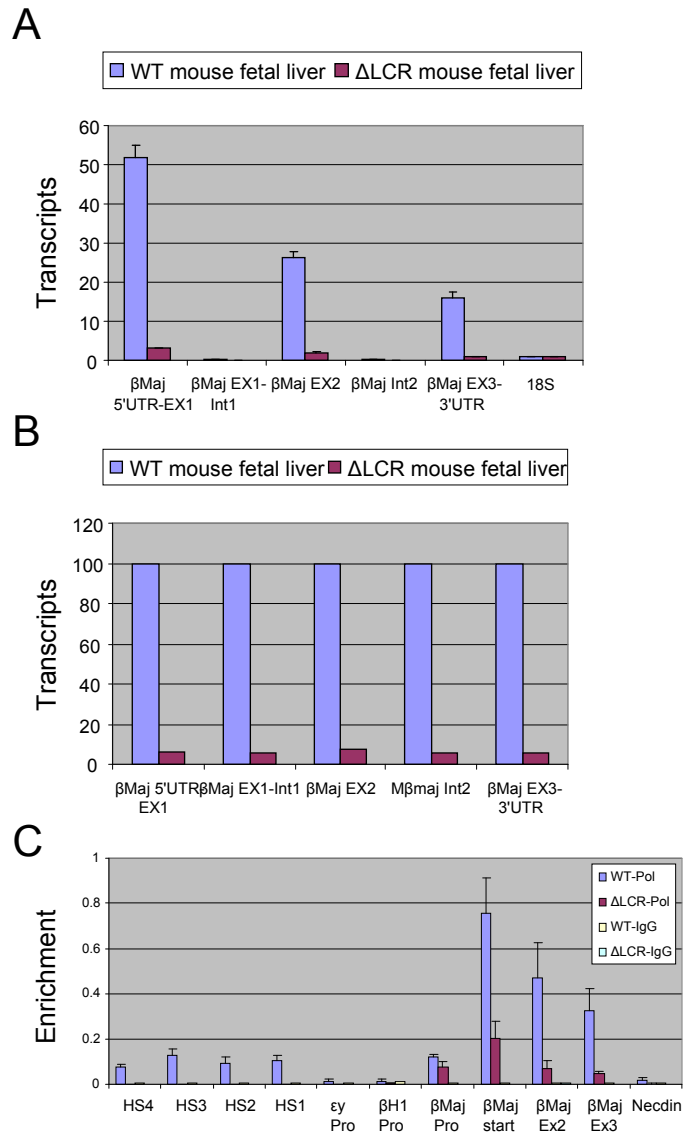 A
WT mouse fetal liver ΔLCR mouse fetal liver
Transcripts
60
50
40
30
20
10
0
βMaj 5'UTR-EX1
βMaj EX1-Int1
βMaj EX2
βMaj Int2
βMaj EX3-3'UTR
18S
B
WT mouse fetal liver ΔLCR mouse fetal liver
Transcripts
120
100
80
60
40
20
0
βMaj 5'UTR EX1
βMaj EX1-Int1
βMaj EX2
Mβmaj Int2
βMaj EX3-3'UTR
C
Enrichment
1
0.8
0.6
0.4
0.2
0
WT-Pol
ΔLCR-Pol
WT-IgG
ΔLCR-IgG
HS4
HS3
HS2
HS1
εy Pro
βH1 Pro
βMaj Pro
βMaj start
βMaj Ex2
βMaj Ex3
Necdin